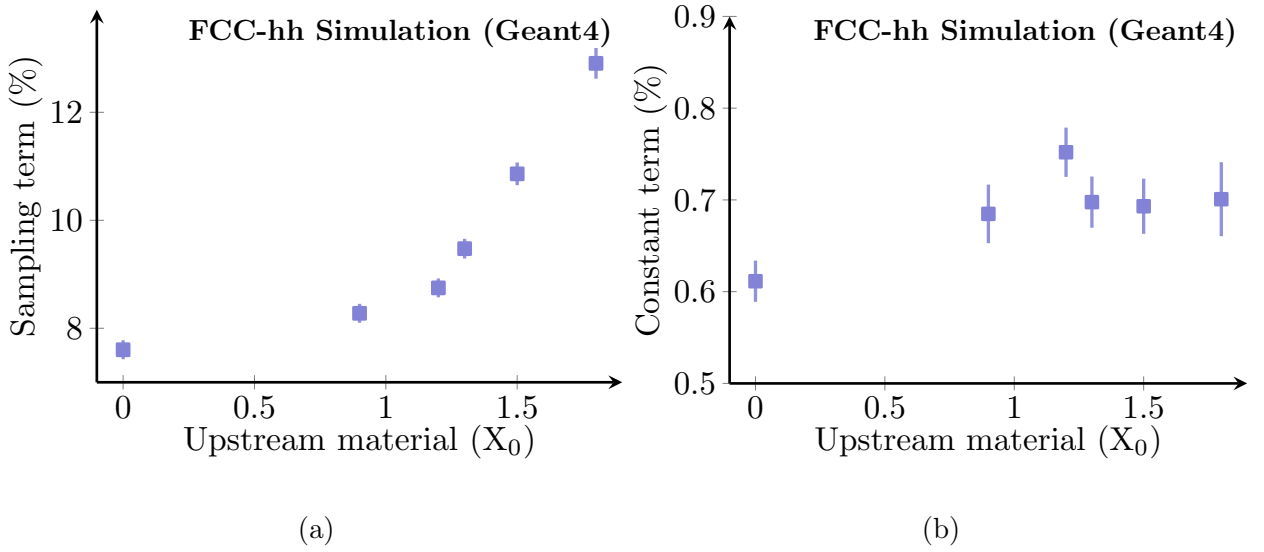 FCC-hh Simulation (Geant4)
Sampling term (%)
12
10
8
0 0.5 1 1.5
Upstream material (X₀)
(a)
FCC-hh Simulation (Geant4)
Constant term (%)
0.9
0.8
0.7
0.6
0.5
0 0.5 1 1.5
Upstream material (X₀)
(b)